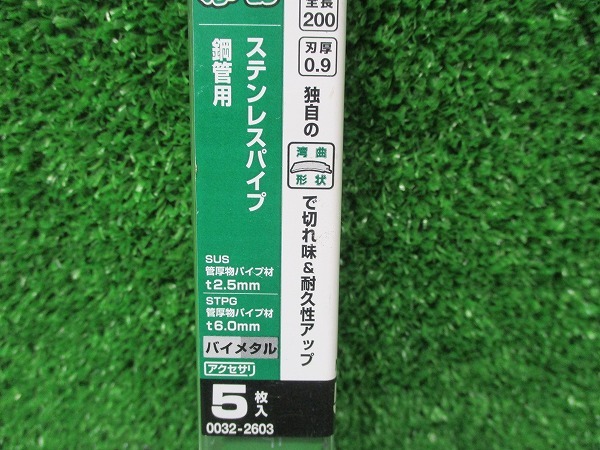 全長
200
刃厚
0.9
独自の
湾曲
形状
で切れ味&耐久性アップ
ステンレスパイプ
鋼管用
SUS
管厚物パイプ材
t2.5mm
STPG
管厚物パイプ材
t6.0mm
バイメタル
アクセサリ
5枚入
0032-2603